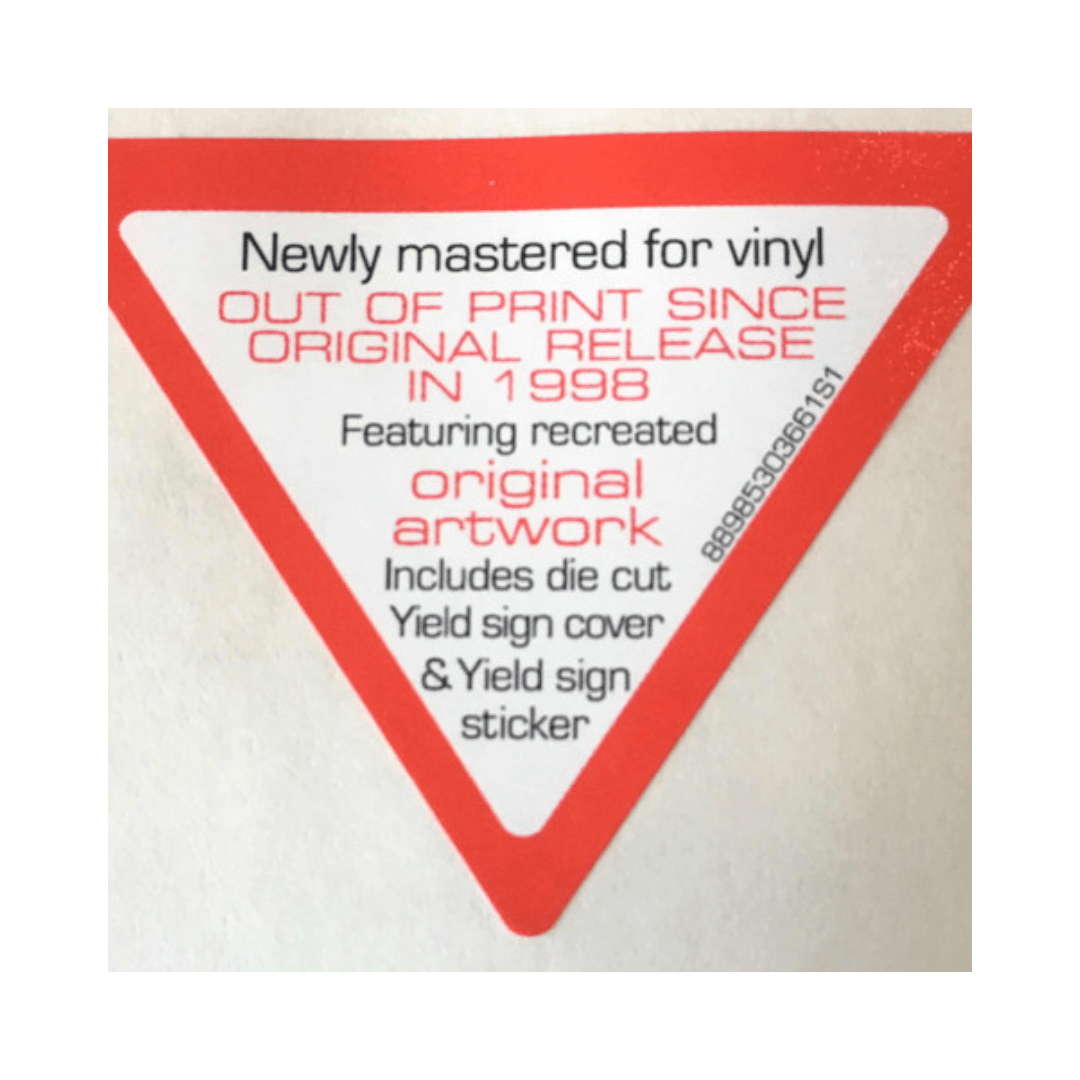 Newly mastered for vinyl
OUT OF PRINT SINCE
ORIGINAL RELEASE
IN 1998
Featuring recreated
original
artwork
Includes die cut
Yield sign cover
& Yield sign
sticker
88985303661S1